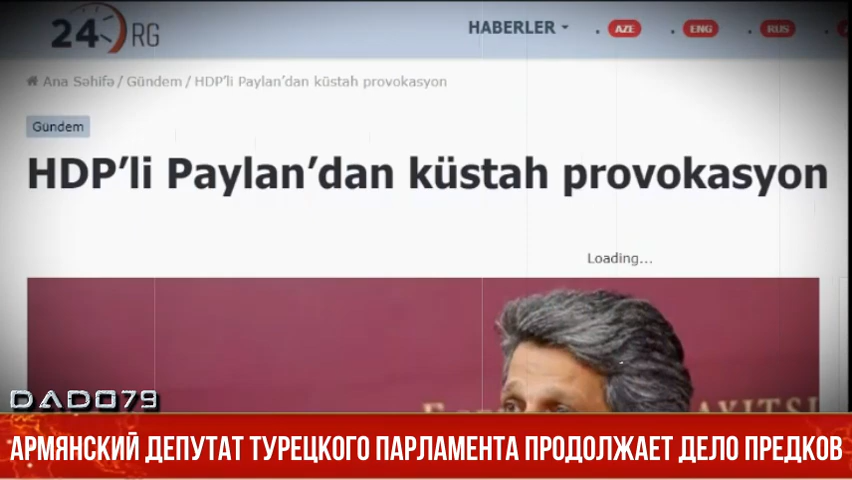 24 RG
HABERLER
AZE
ENG
RUS
Ana Səhifə / Gündem / HDP'li Paylan'dan küstah provokasyon
Gündem
HDP'li Paylan'dan küstah provokasyon
Loading...
DADO79
АРМЯНСКИЙ ДЕПУТАТ ТУРЕЦКОГО ПАРЛАМЕНТА ПРОДОЛЖАЕТ ДЕЛО ПРЕДКОВ